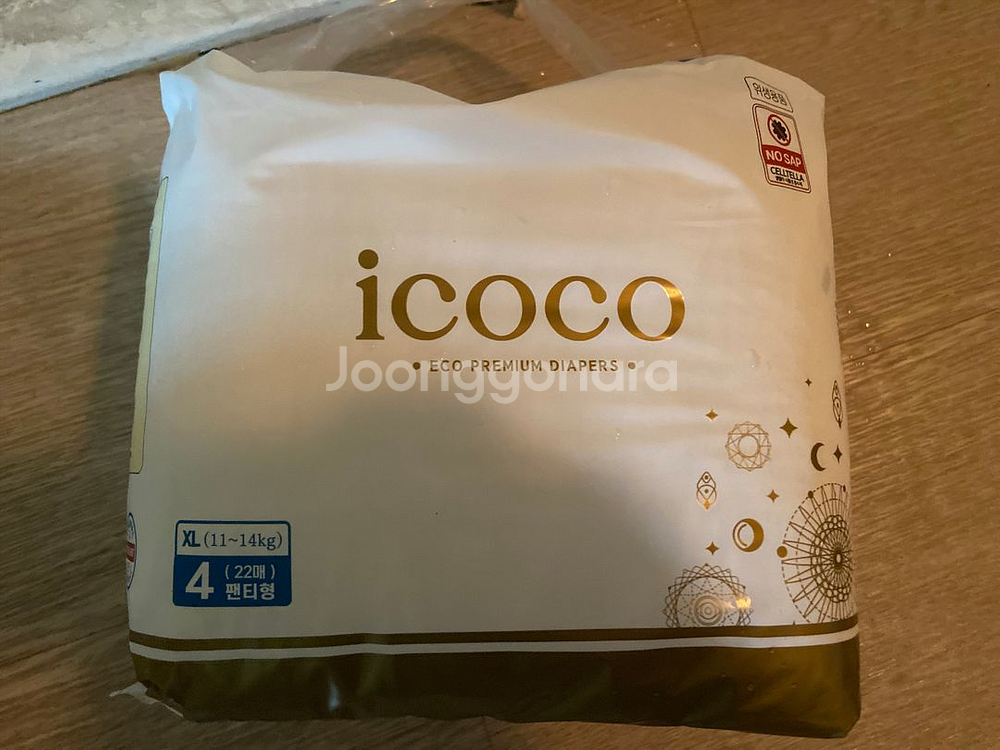 위생용품
NO SAP
CELLTELLA
icoco
• ECO PREMIUM DIAPERS •
Joonggonara
XL (11~14kg)
4 (22매)
팬티형